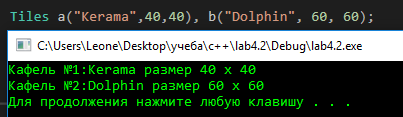 Tiles a("Kerama",40,40), b("Dolphin", 60, 60);
C:\Users\Leone\Desktop\учеба\c++\lab4.2\Debug\lab4.2.exe
Кафель №1:Kerama размер 40 x 40
Кафель №2:Dolphin размер 60 x 60
Для продолжения нажмите любую клавишу . . .